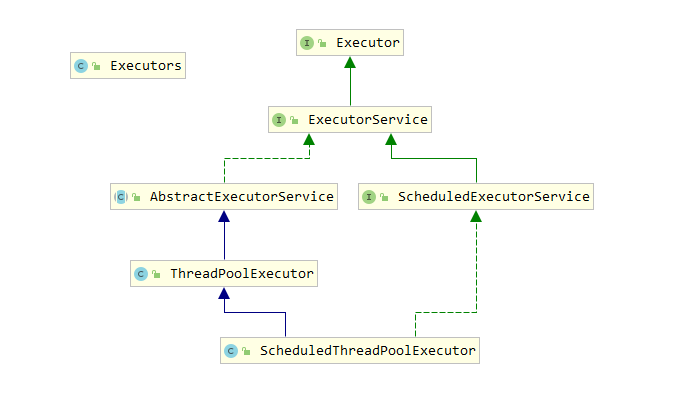 I Executor
C Executors
I ExecutorService
C AbstractExecutorService
I ScheduledExecutorService
C ThreadPoolExecutor
C ScheduledThreadPoolExecutor